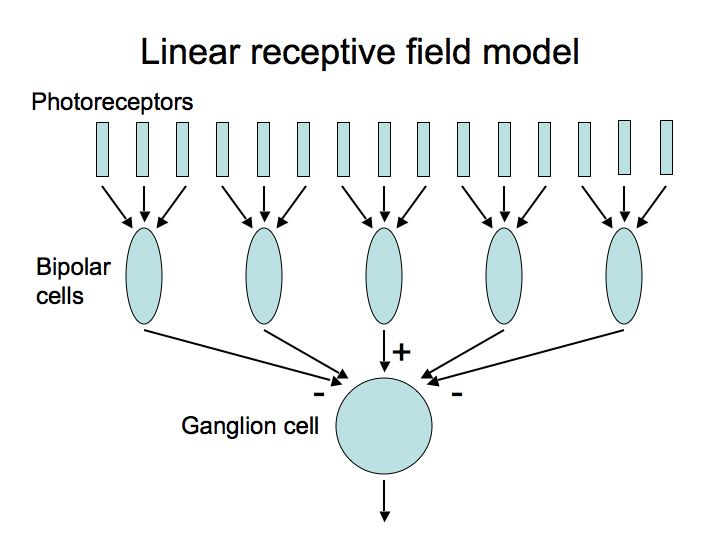 Linear receptive field model
Photoreceptors
Bipolar
cells
+
- -
Ganglion cell